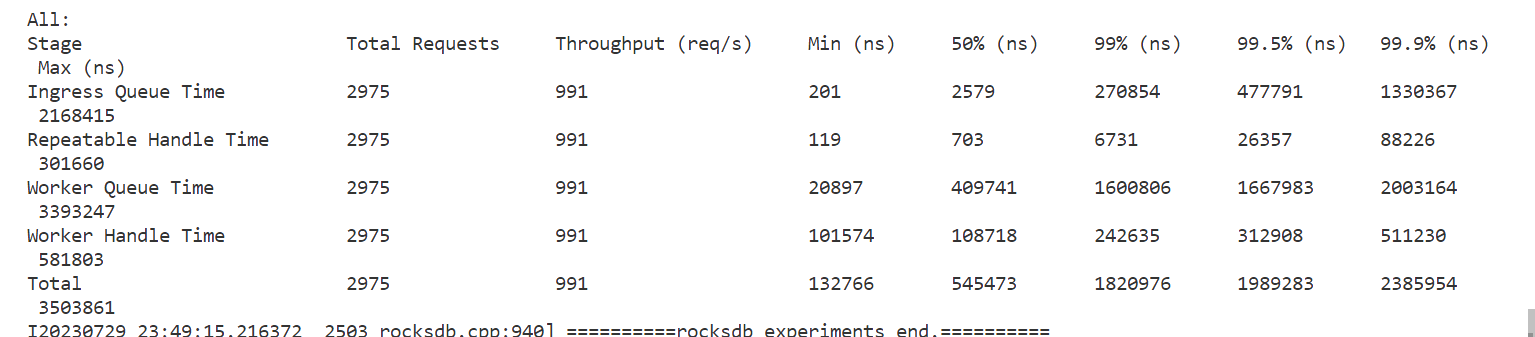 All:
Stage Total Requests Throughput (req/s) Min (ns) 50% (ns) 99% (ns) 99.5% (ns) 99.9% (ns)
Max (ns)
Ingress Queue Time 2975 991 201 2579 270854 477791 1330367
2168415
Repeatable Handle Time 2975 991 119 703 6731 26357 88226
301660
Worker Queue Time 2975 991 20897 409741 1600806 1667983 2003164
3393247
Worker Handle Time 2975 991 101574 108718 242635 312908 511230
581803
Total 2975 991 132766 545473 1820976 1989283 2385954
3503861
I20230729 23:49:15.216372 2503 rocksdb.cpp:940] ==========rocksdb experiments end.==========